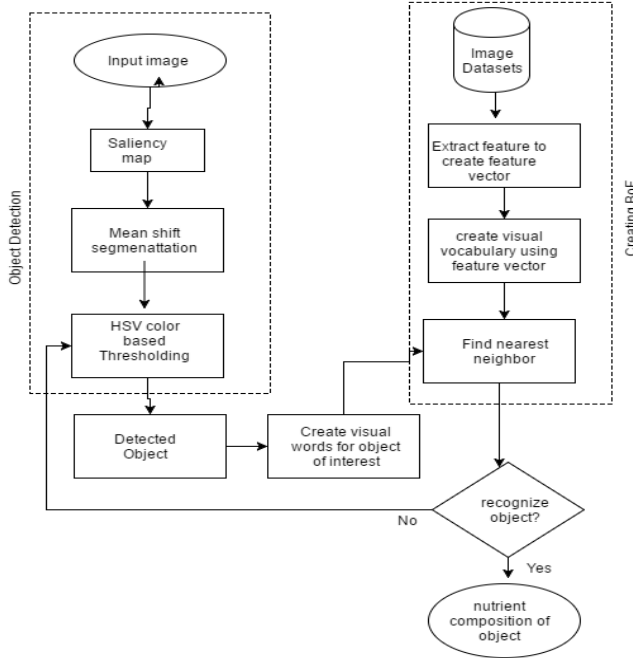 Input image
Saliency
map
Mean shift
segmenattation
HSV color
based
Thresholding
Object Detection
Detected
Object
Create visual
words for object
of interest
Image
Datasets
Extract feature to
create feature
vector
create visual
vocabulary using
feature vector
Find nearest
neighbor
Creating BoF
recognize
object?
No
Yes
nutrient
composition of
object